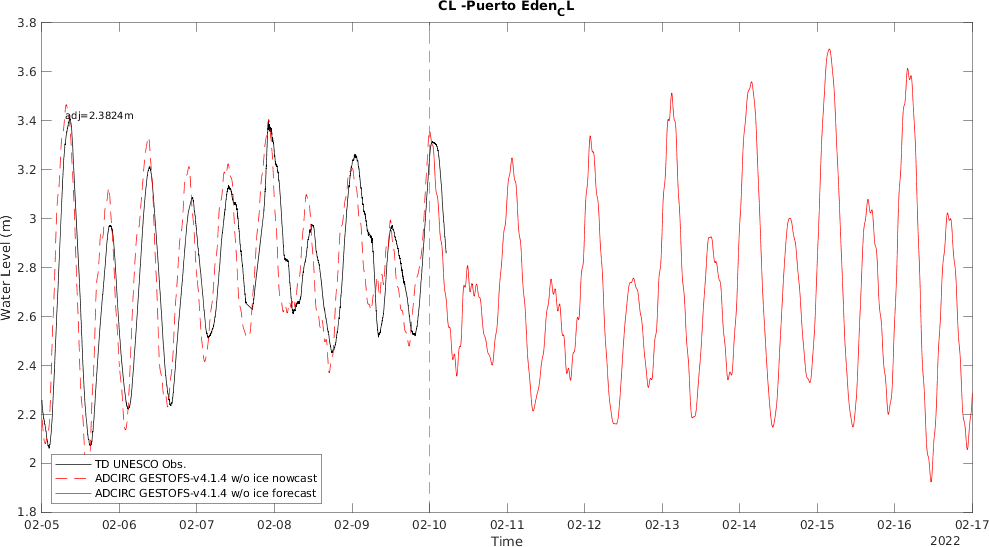 CL -Puerto Eden_CL
3.8
3.6
3.4
3.2
3
2.8
2.6
2.4
2.2
2
1.8
Water Level (m)
adj=2.3824m
TD UNESCO Obs.
ADCIRC GESTOFS-v4.1.4 w/o ice nowcast
ADCIRC GESTOFS-v4.1.4 w/o ice forecast
02-05 02-06 02-07 02-08 02-09 02-10 02-11 02-12 02-13 02-14 02-15 02-16 02-17
Time
2022